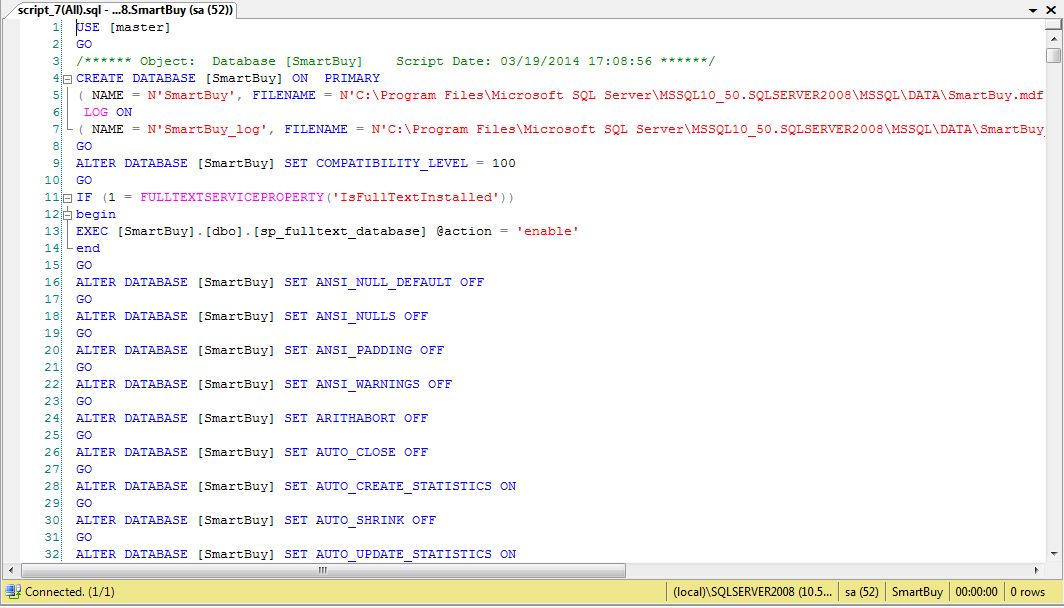 script_7(All).sql - ...8.SmartBuy (sa (52))
1 USE [master]
2 GO
3 /****** Object:  Database [SmartBuy]    Script Date: 03/19/2014 17:08:56 ******/
4 CREATE DATABASE [SmartBuy] ON  PRIMARY
5 ( NAME = N'SmartBuy', FILENAME = N'C:\Program Files\Microsoft SQL Server\MSSQL10_50.SQLSERVER2008\MSSQL\DATA\SmartBuy.mdf
6  LOG ON
7 ( NAME = N'SmartBuy_log', FILENAME = N'C:\Program Files\Microsoft SQL Server\MSSQL10_50.SQLSERVER2008\MSSQL\DATA\SmartBuy_
8 GO
9 ALTER DATABASE [SmartBuy] SET COMPATIBILITY_LEVEL = 100
10 GO
11 IF (1 = FULLTEXTSERVICEPROPERTY('IsFullTextInstalled'))
12 begin
13 EXEC [SmartBuy].[dbo].[sp_fulltext_database] @action = 'enable'
14 end
15 GO
16 ALTER DATABASE [SmartBuy] SET ANSI_NULL_DEFAULT OFF
17 GO
18 ALTER DATABASE [SmartBuy] SET ANSI_NULLS OFF
19 GO
20 ALTER DATABASE [SmartBuy] SET ANSI_PADDING OFF
21 GO
22 ALTER DATABASE [SmartBuy] SET ANSI_WARNINGS OFF
23 GO
24 ALTER DATABASE [SmartBuy] SET ARITHABORT OFF
25 GO
26 ALTER DATABASE [SmartBuy] SET AUTO_CLOSE OFF
27 GO
28 ALTER DATABASE [SmartBuy] SET AUTO_CREATE_STATISTICS ON
29 GO
30 ALTER DATABASE [SmartBuy] SET AUTO_SHRINK OFF
31 GO
32 ALTER DATABASE [SmartBuy] SET AUTO_UPDATE_STATISTICS ON
Connected. (1/1) (local)\SQLSERVER2008 (10.5... sa (52) SmartBuy 00:00:00 0 rows